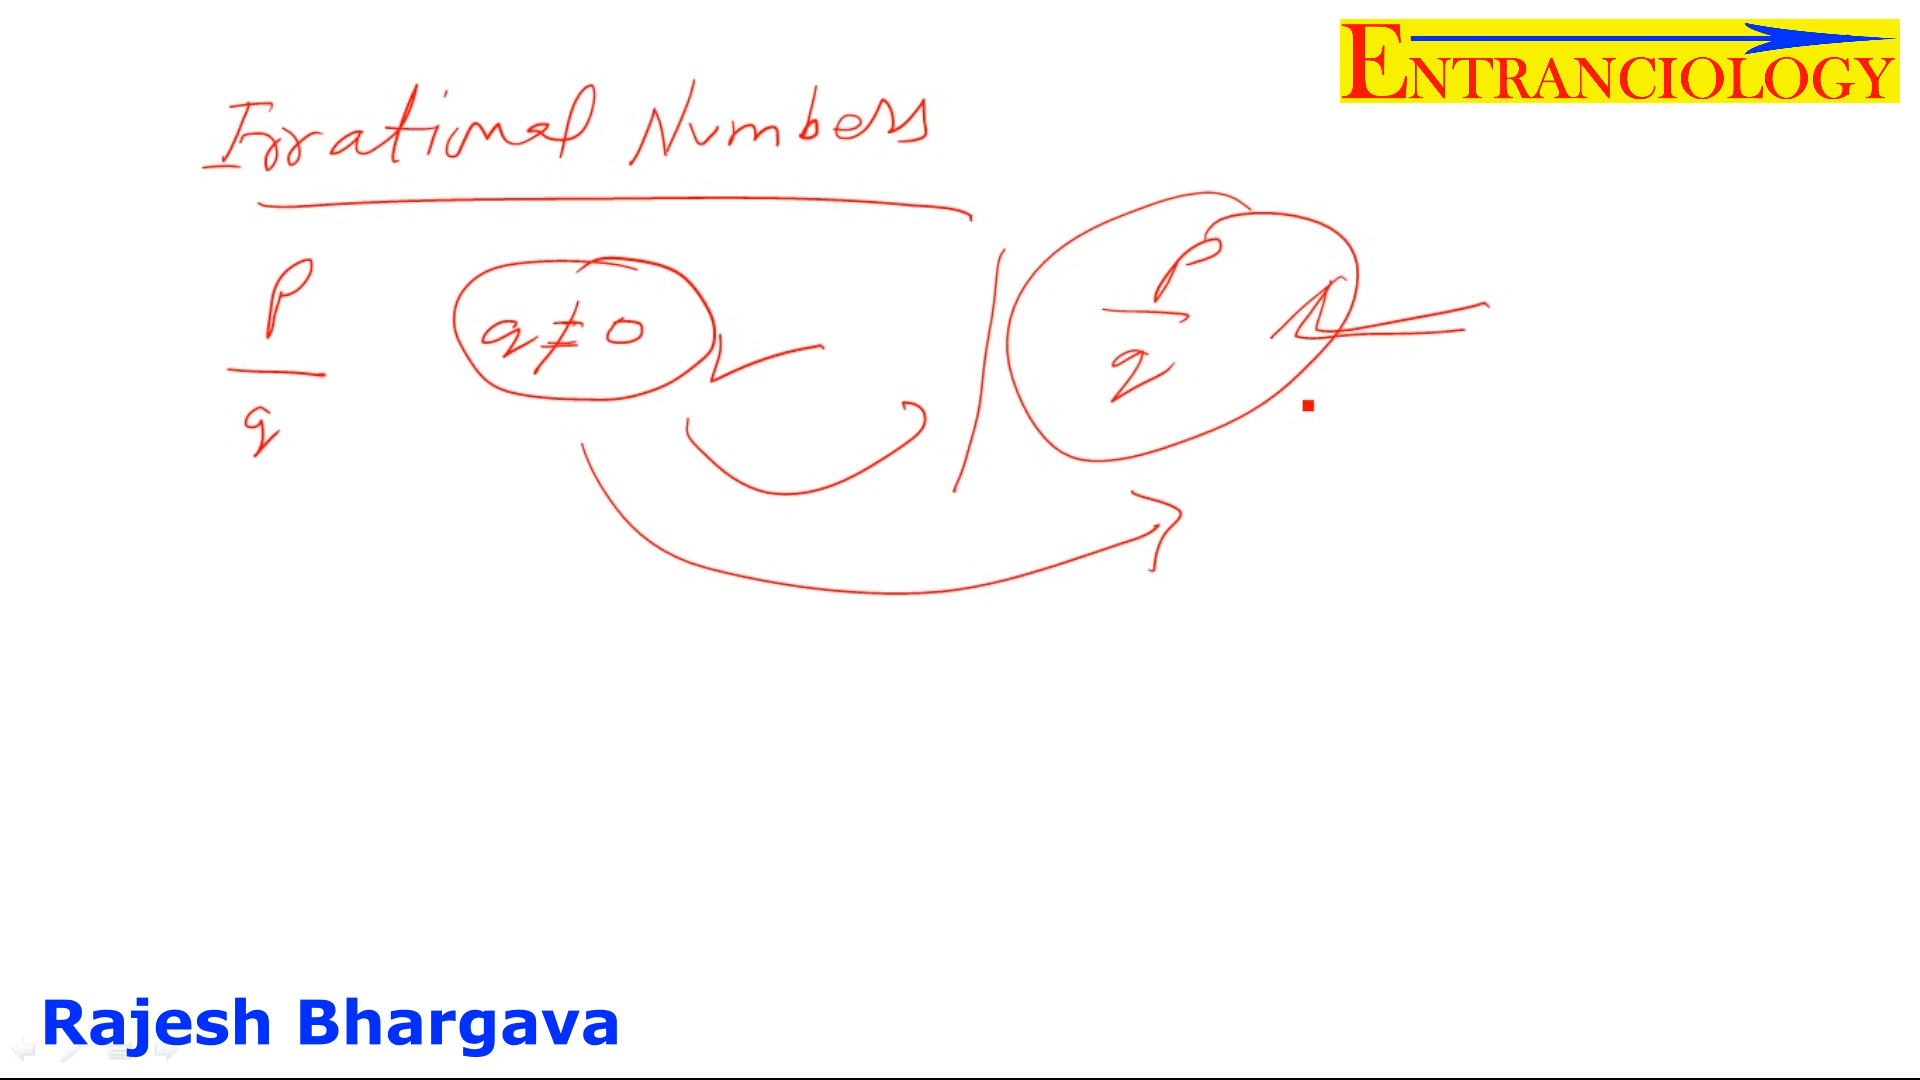 ENTRANCIOLOGY
Irrational Numbers
p/q q≠0 p/q
Rajesh Bhargava